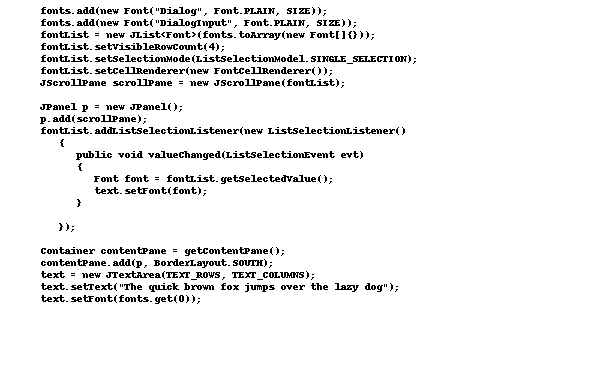 fonts.add(new Font("Dialog", Font.PLAIN, SIZE));
fonts.add(new Font("DialogInput", Font.PLAIN, SIZE));
fontList = new JList<Font>(fonts.toArray(new Font[]{}));
fontList.setVisibleRowCount(4);
fontList.setSelectionMode(ListSelectionModel.SINGLE_SELECTION);
fontList.setCellRenderer(new FontCellRenderer());
JScrollPane scrollPane = new JScrollPane(fontList);

JPanel p = new JPanel();
p.add(scrollPane);
fontList.addListSelectionListener(new ListSelectionListener()
   {
      public void valueChanged(ListSelectionEvent evt)
      {
         Font font = fontList.getSelectedValue();
         text.setFont(font);
      }

   });

Container contentPane = getContentPane();
contentPane.add(p, BorderLayout.SOUTH);
text = new JTextArea(TEXT_ROWS, TEXT_COLUMNS);
text.setText("The quick brown fox jumps over the lazy dog");
text.setFont(fonts.get(0));